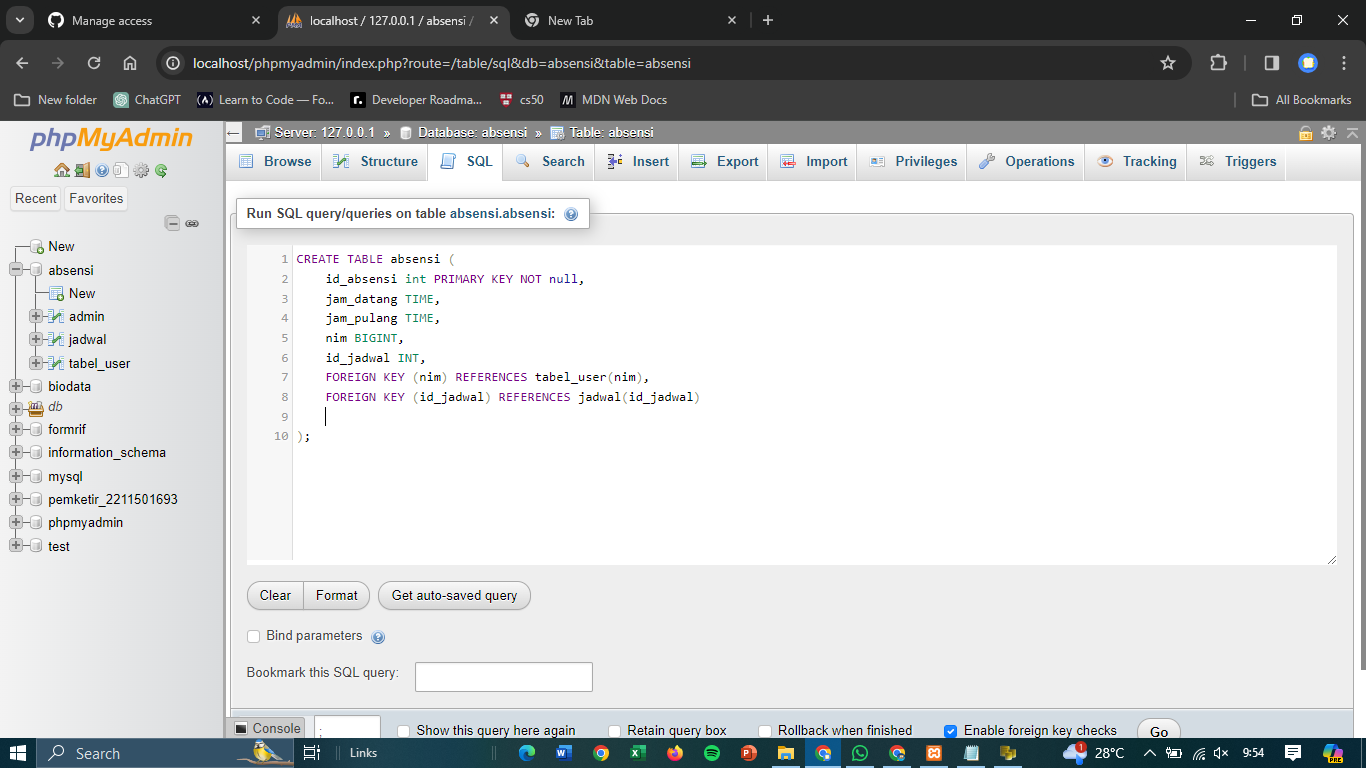 Manage access
localhost / 127.0.0.1 / absensi /
New Tab
localhost/phpmyadmin/index.php?route=/table/sql&db=absensi&table=absensi
New folder
ChatGPT
Learn to Code — Fo...
Developer Roadma...
cs50
MDN Web Docs
All Bookmarks
phpMyAdmin
Recent
Favorites
New
absensi
New
admin
jadwal
tabel_user
biodata
db
formrif
information_schema
mysql
pemketir_2211501693
phpmyadmin
test
Server: 127.0.0.1 » Database: absensi » Table: absensi
Browse
Structure
SQL
Search
Insert
Export
Import
Privileges
Operations
Tracking
Triggers
Run SQL query/queries on table absensi.absensi:
1 CREATE TABLE absensi (
2 id_absensi int PRIMARY KEY NOT null,
3 jam_datang TIME,
4 jam_pulang TIME,
5 nim BIGINT,
6 id_jadwal INT,
7 FOREIGN KEY (nim) REFERENCES tabel_user(nim),
8 FOREIGN KEY (id_jadwal) REFERENCES jadwal(id_jadwal)
9
10 );
Clear
Format
Get auto-saved query
Bind parameters
Bookmark this SQL query:
Console
;
Show this query here again
Retain query box
Rollback when finished
Enable foreign key checks
Go
Search
Links
1
28°C
9:54
PRE